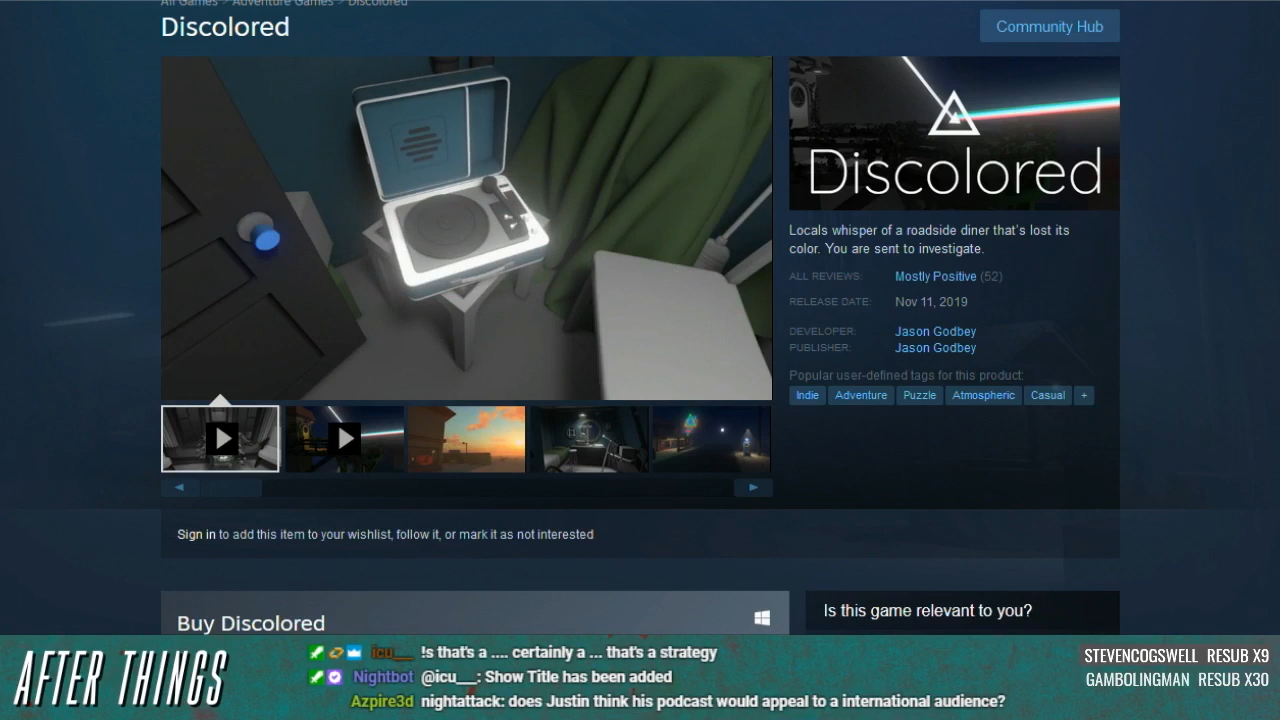 All Games > Adventure Games > Discolored
Discolored
Community Hub
Discolored
Locals whisper of a roadside diner that's lost its
color. You are sent to investigate.
ALL REVIEWS: Mostly Positive (52)
RELEASE DATE: Nov 11, 2019
DEVELOPER: Jason Godbey
PUBLISHER: Jason Godbey
Popular user-defined tags for this product:
Indie Adventure Puzzle Atmospheric Casual +
Sign in to add this item to your wishlist, follow it, or mark it as not interested
Buy Discolored
Is this game relevant to you?
AFTER THINGS
icu__ !s that's a .... certainly a ... that's a strategy
Nightbot @icu__: Show Title has been added
Azpire3d nightattack: does Justin think his podcast would appeal to a international audience?
STEVENCOGSWELL RESUB X9
GAMBOLINGMAN RESUB X30